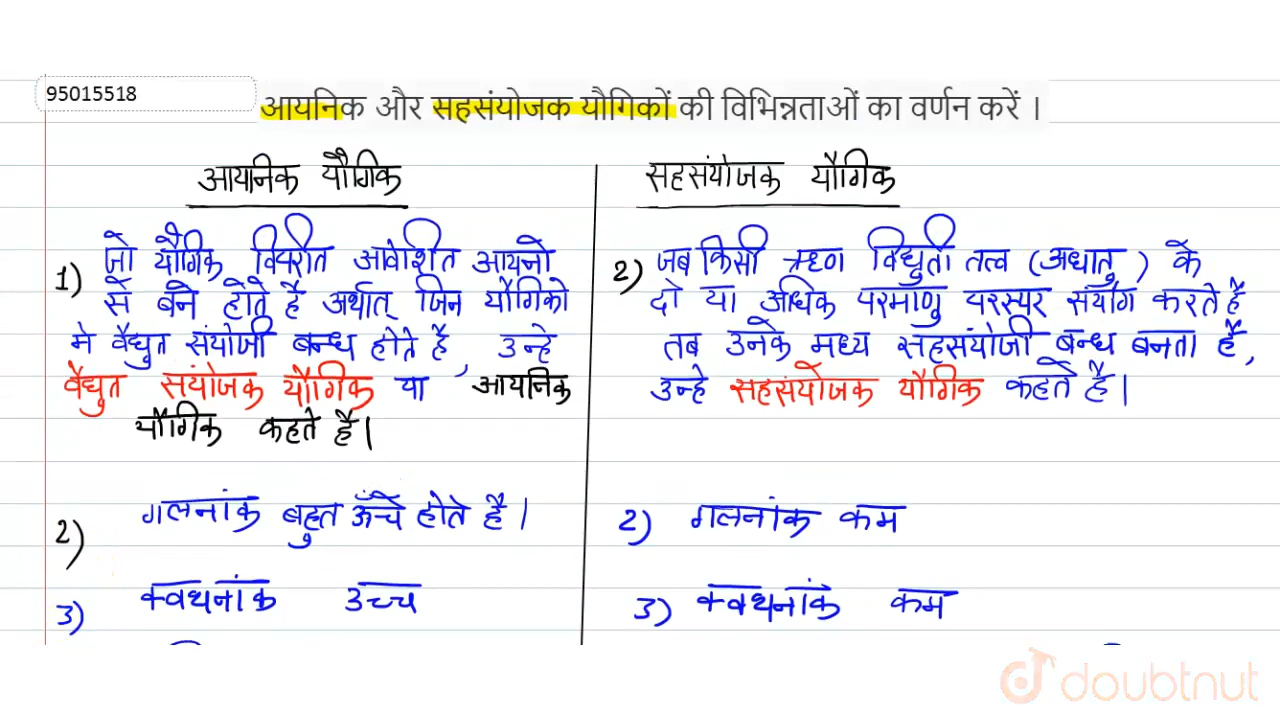 95015518
आयनिक और सहसंयोजक यौगिकों की विभिन्नताओं का वर्णन करें ।
आयनिक यौगिक
सहसंयोजक यौगिक
1) जो यौगिक विपरीत आवेशित आयनो
से बने होते है अर्थात् जिन यौगिको
मे वैद्युत संयोजी बन्ध होते है, उन्हे
वैद्युत संयोजक यौगिक या आयनिक
यौगिक कहते है।
2) जब किसी ऋण विद्युती तत्व (अधातु) के
दो या अधिक परमाणु परस्पर संयोग करते है
तब उनके मध्य सहसंयोजी बन्ध बनता है,
उन्हे सहसंयोजक यौगिक कहते है।
2) गलनांक बहुत ऊँचे होते है।
2) गलनांक कम
3) क्वथनांक उच्च
3) क्वथनांक कम
doubtnut